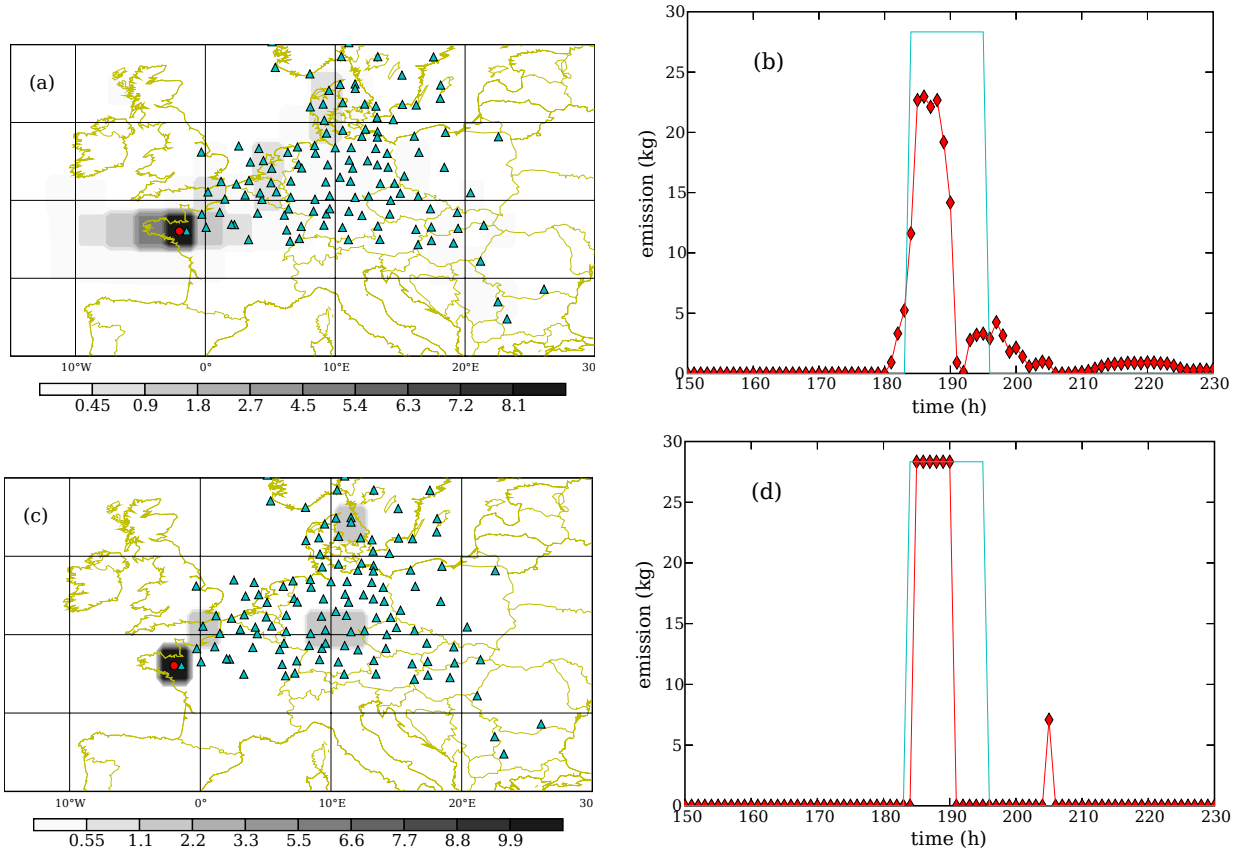 (a)
10°W
0°
10°E
20°E
30
0.45 0.9 1.8 2.7 4.5 5.4 6.3 7.2 8.1
(b)
emission (kg)
30
25
20
15
10
5
0
150 160 170 180 190 200 210 220 230
time (h)
(c)
10°W
0°
10°E
20°E
30
0.55 1.1 2.2 3.3 5.5 6.6 7.7 8.8 9.9
(d)
emission (kg)
30
25
20
15
10
5
0
150 160 170 180 190 200 210 220 230
time (h)